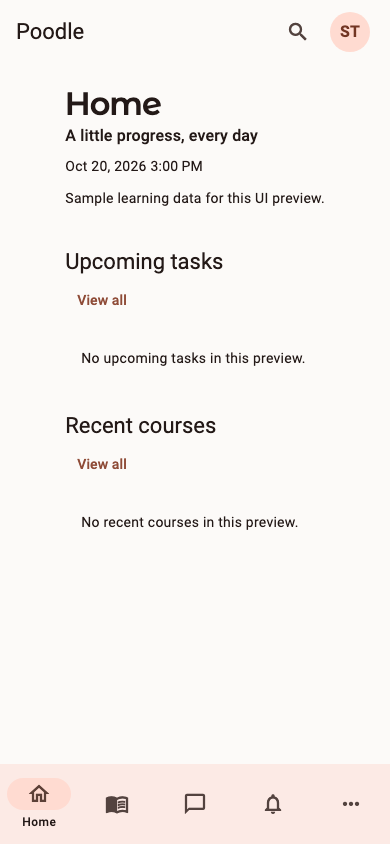 Poodle
ST
Home
A little progress, every day
Oct 20, 2026 3:00 PM
Sample learning data for this UI preview.
Upcoming tasks
View all
No upcoming tasks in this preview.
Recent courses
View all
No recent courses in this preview.
Home